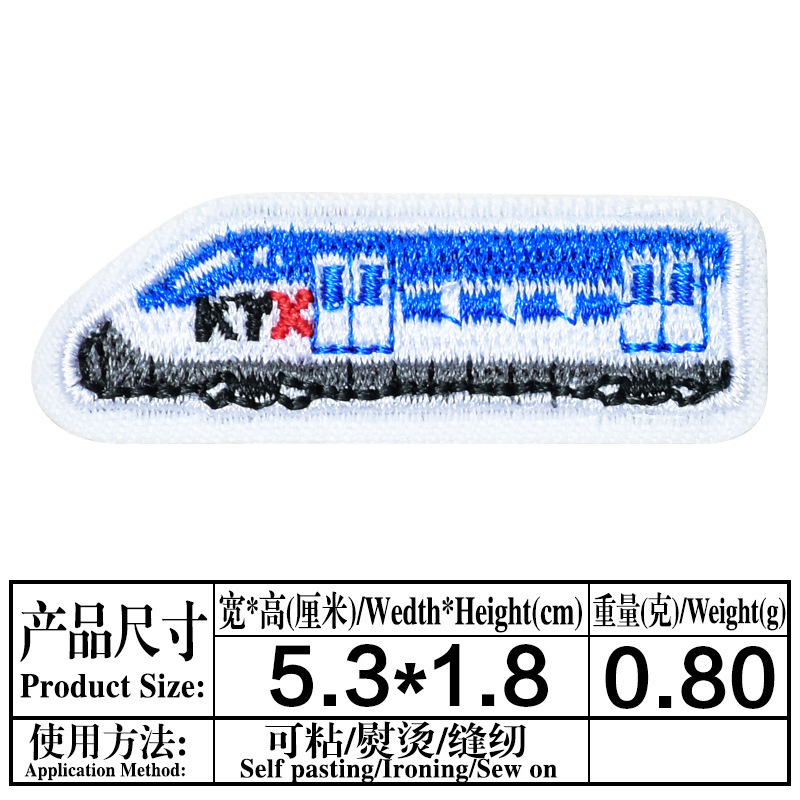 KTX
产品尺寸
Product Size:
宽*高(厘米)/Wedth*Height(cm)
5.3*1.8
重量(克)/Weight(g)
0.80
使用方法:
Application Method:
可粘/熨烫/缝纫
Self pasting/Ironing/Sew on